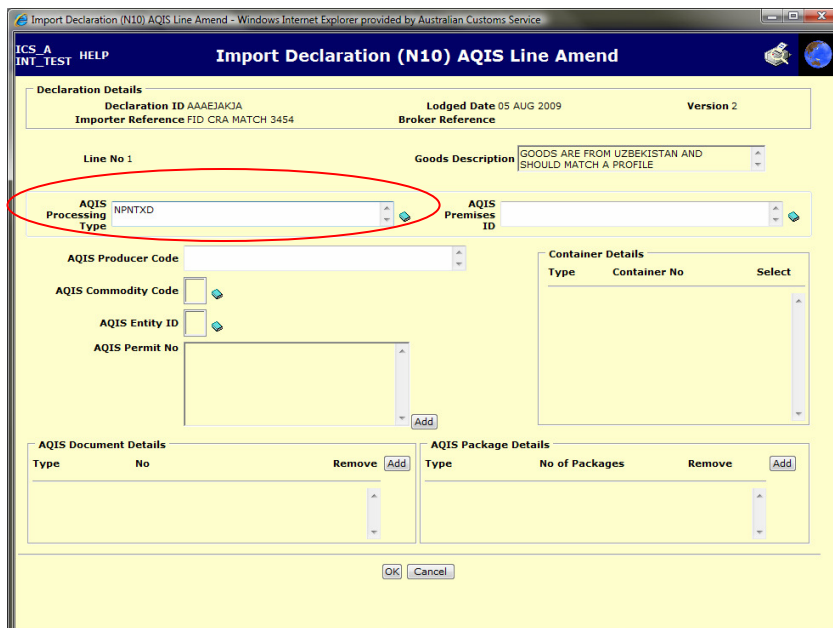 Import Declaration (N10) AQIS Line Amend - Windows Internet Explorer provided by Australian Customs Service
ICS_A
INT_TEST HELP Import Declaration (N10) AQIS Line Amend
Declaration Details
Declaration ID AAAEJAKJA Lodged Date 05 AUG 2009 Version 2
Importer Reference FID CRA MATCH 3454 Broker Reference
Line No 1 Goods Description GOODS ARE FROM UZBEKISTAN AND
SHOULD MATCH A PROFILE
AQIS
Processing
Type NPNTXD AQIS
Premises
ID
AQIS Producer Code
AQIS Commodity Code
AQIS Entity ID
AQIS Permit No
Add
Container Details
Type Container No Select
AQIS Document Details
Type No Remove Add
AQIS Package Details
Type No of Packages Remove Add
OK Cancel